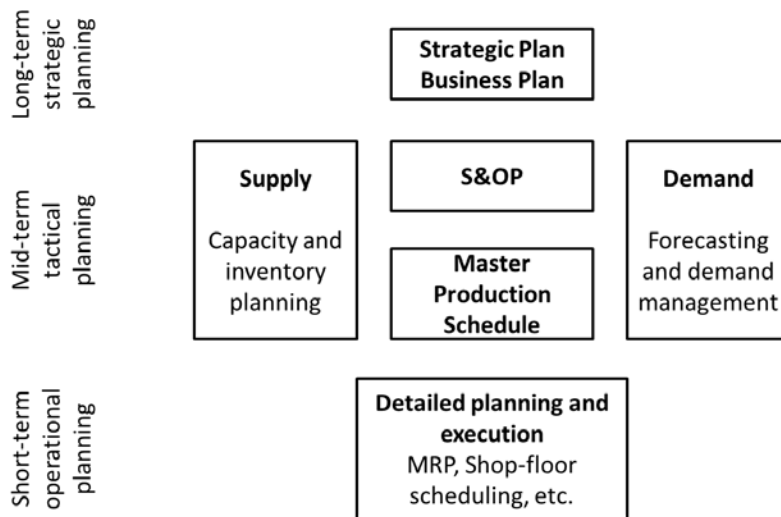 Long-term
strategic
planning
Strategic Plan
Business Plan
Mid-term
tactical
planning
Supply
Capacity and
inventory
planning
S&OP
Master
Production
Schedule
Demand
Forecasting
and demand
management
Short-term
operational
planning
Detailed planning and
execution
MRP, Shop-floor
scheduling, etc.